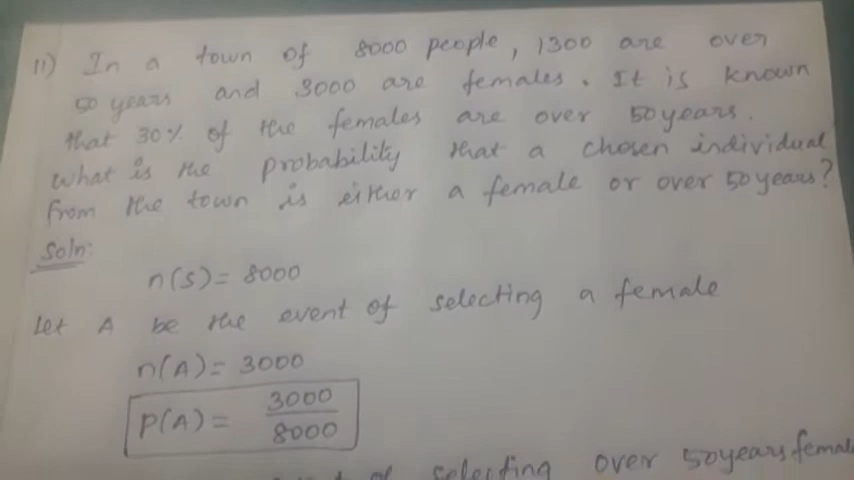 11) In a town of 8000 people, 1300 are over
50 years and 3000 are females. It is known
that 30% of the females are over 50 years.
what is the probability that a chosen individual
from the town is either a female or over 50 years?
Soln:
n(S) = 8000
Let A be the event of selecting a female
n(A) = 3000
P(A) = 3000/8000
of selecting over 50 years